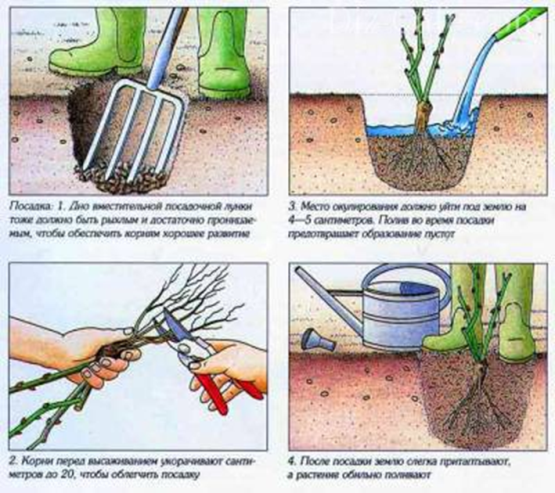 Посадка: 1. Дно вместительной посадочной лунки
тоже должно быть рыхлым и достаточно проницае-
мым, чтобы обеспечить корням хорошее развитие
2. Корни перед высаживанием укорачивают санти-
метров до 20, чтобы облегчить посадку
3. Место окулирования должно уйти под землю на
4—5 сантиметров. Полив во время посадки
предотвращает образование пустот
4. После посадки землю слегка притаптывают,
а растение обильно поливают